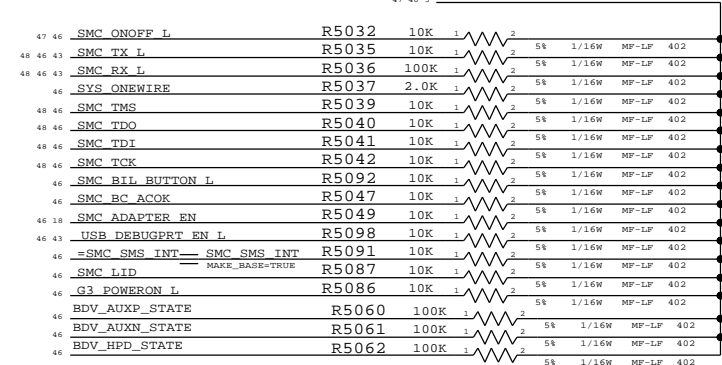 47 46 SMC_ONOFF_L R5032 10K 1 2
5% 1/16W MF-LF 402
48 46 43 SMC_TX_L R5035 10K 1 2
5% 1/16W MF-LF 402
48 46 43 SMC_RX_L R5036 100K 1 2
5% 1/16W MF-LF 402
46 SYS_ONEWIRE R5037 2.0K 1 2
5% 1/16W MF-LF 402
48 46 SMC_TMS R5039 10K 1 2
5% 1/16W MF-LF 402
48 46 SMC_TDO R5040 10K 1 2
5% 1/16W MF-LF 402
48 46 SMC_TDI R5041 10K 1 2
5% 1/16W MF-LF 402
48 46 SMC_TCK R5042 10K 1 2
5% 1/16W MF-LF 402
46 SMC_BIL_BUTTON_L R5092 10K 1 2
5% 1/16W MF-LF 402
46 SMC_BC_ACOK R5047 10K 1 2
5% 1/16W MF-LF 402
46 18 SMC_ADAPTER_EN R5049 10K 1 2
5% 1/16W MF-LF 402
46 43 USB_DEBUGPRT_EN_L R5098 10K 1 2
5% 1/16W MF-LF 402
46 =SMC_SMS_INT SMC_SMS_INT R5091 10K 1 2
MAKE_BASE=TRUE 5% 1/16W MF-LF 402
46 SMC_LID R5087 10K 1 2
5% 1/16W MF-LF 402
46 G3_POWERON_L R5086 10K 1 2
5% 1/16W MF-LF 402
46 BDV_AUXP_STATE R5060 100K 1 2
5% 1/16W MF-LF 402
46 BDV_AUXN_STATE R5061 100K 1 2
5% 1/16W MF-LF 402
46 BDV_HPD_STATE R5062 100K 1 2
5% 1/16W MF-LF 402